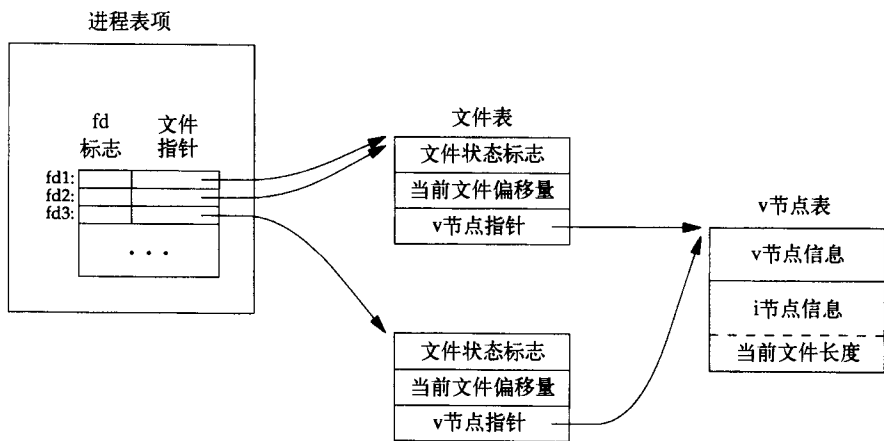 进程表项
fd
标志
文件
指针
fd1:
fd2:
fd3:
...
文件表
文件状态标志
当前文件偏移量
v节点指针
文件状态标志
当前文件偏移量
v节点指针
v节点表
v节点信息
i节点信息
当前文件长度